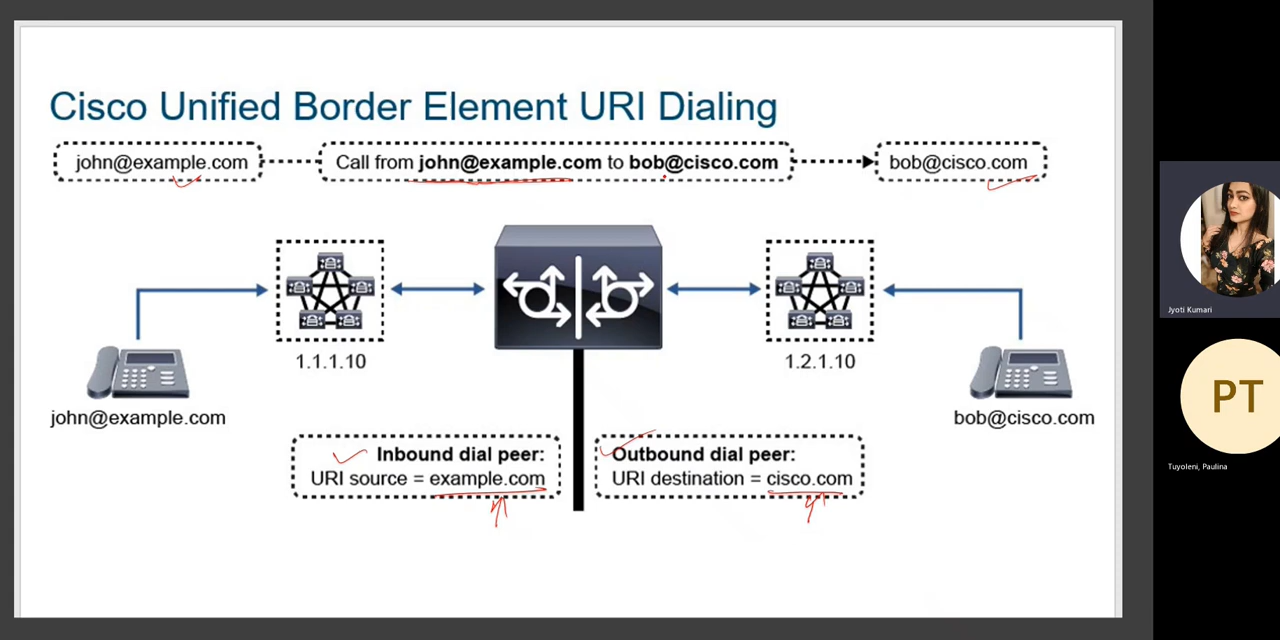 Cisco Unified Border Element URI Dialing
john@example.com
Call from john@example.com to bob@cisco.com
bob@cisco.com
1.1.1.10
1.2.1.10
john@example.com
bob@cisco.com
Inbound dial peer:
URI source = example.com
Outbound dial peer:
URI destination = cisco.com
Jyoti Kumari
PT
Tuyoleni, Paulina